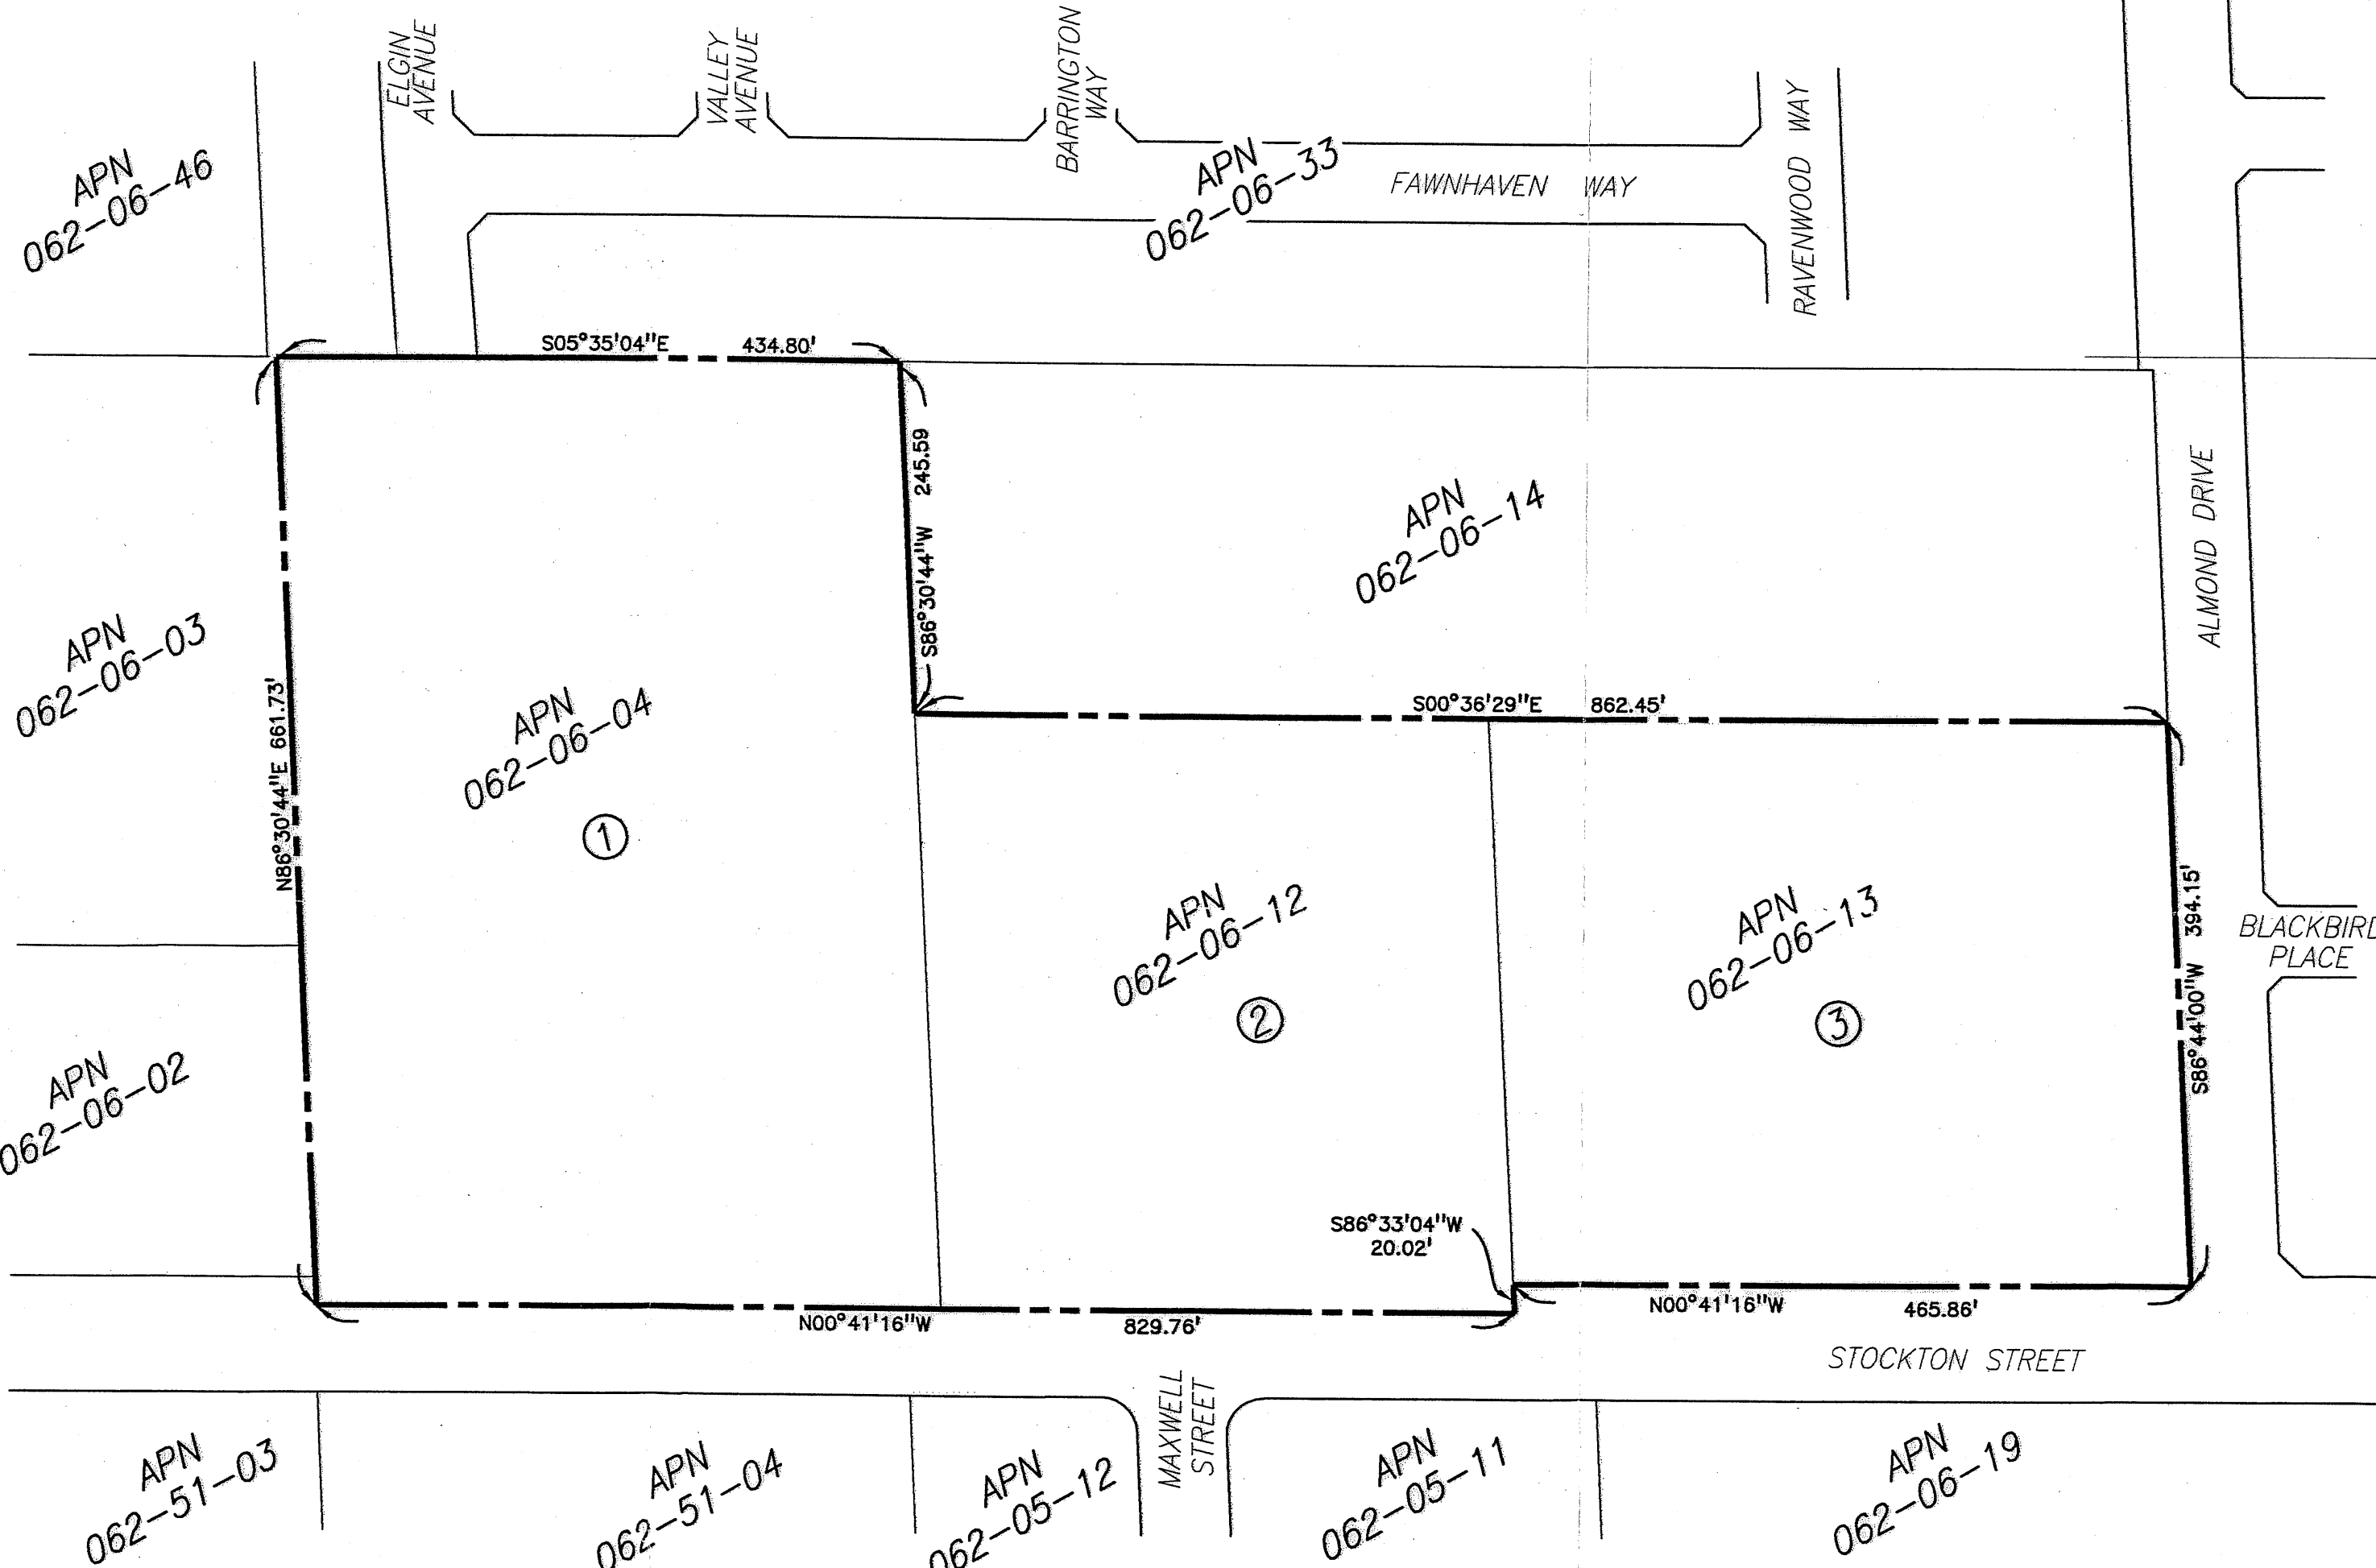 ELGIN
AVENUE
VALLEY
AVENUE
BARRINGTON
WAY
RAVENWOOD WAY
APN
062-06-46
APN
062-06-33
FAWNHAVEN WAY
S05°35'04"E 434.80'
S86°30'44"W 245.59
APN
062-06-14
ALMOND DRIVE
APN
062-06-03
N86°30'44"E 661.73'
APN
062-06-04
1
S00°36'29"E 862.45'
APN
062-06-12
2
APN
062-06-13
3
S86°44'00"W 394.15'
BLACKBIRD
PLACE
APN
062-06-02
S86°33'04"W
20.02'
N00°41'16"W 829.76'
N00°41'16"W 465.86'
STOCKTON STREET
MAXWELL
STREET
APN
062-51-03
APN
062-51-04
APN
062-05-12
APN
062-05-11
APN
062-06-19